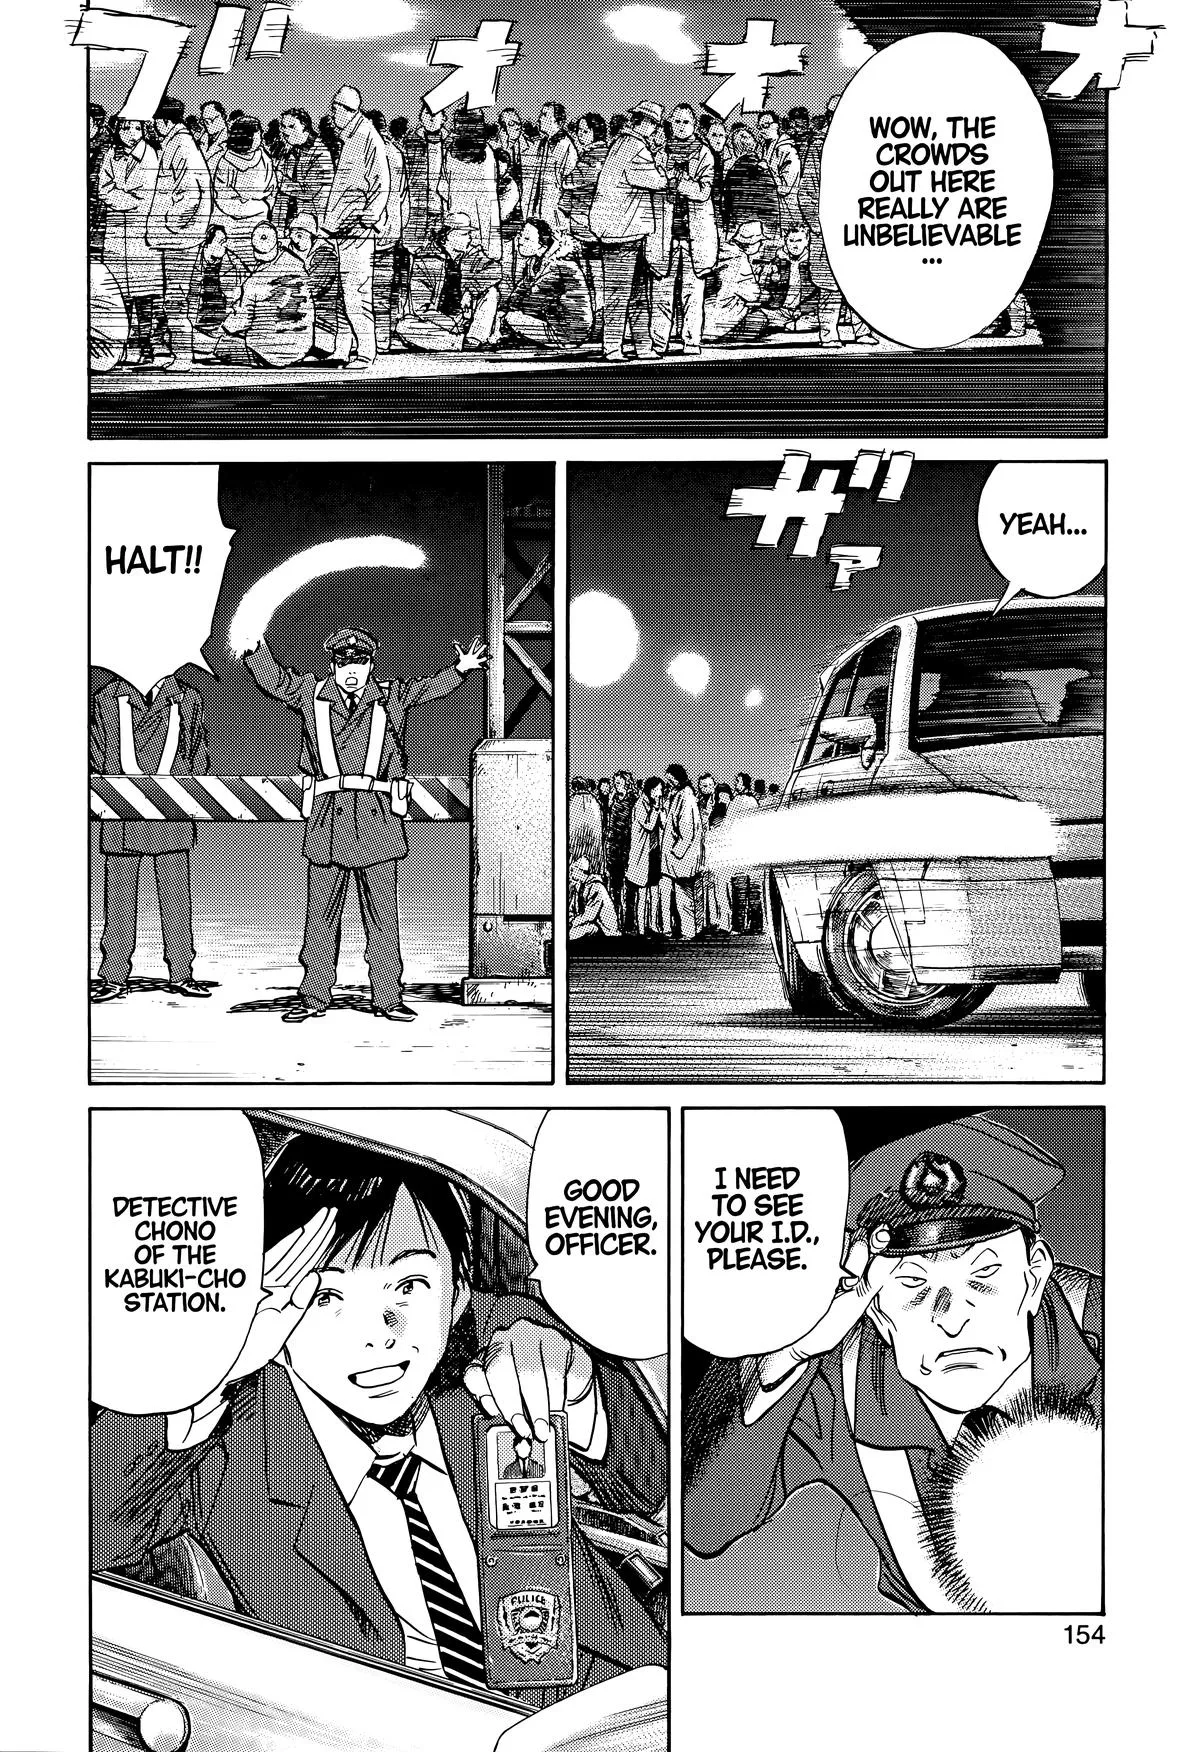 ブオオオ
WOW, THE
CROWDS
OUT HERE
REALLY ARE
UNBELIEVABLE
...
ザザァ
YEAH...
HALT!!
I NEED
TO SEE
YOUR I.D.,
PLEASE.
GOOD
EVENING,
OFFICER.
DETECTIVE
CHONO
OF THE
KABUKI-CHO
STATION.
POLICE
154